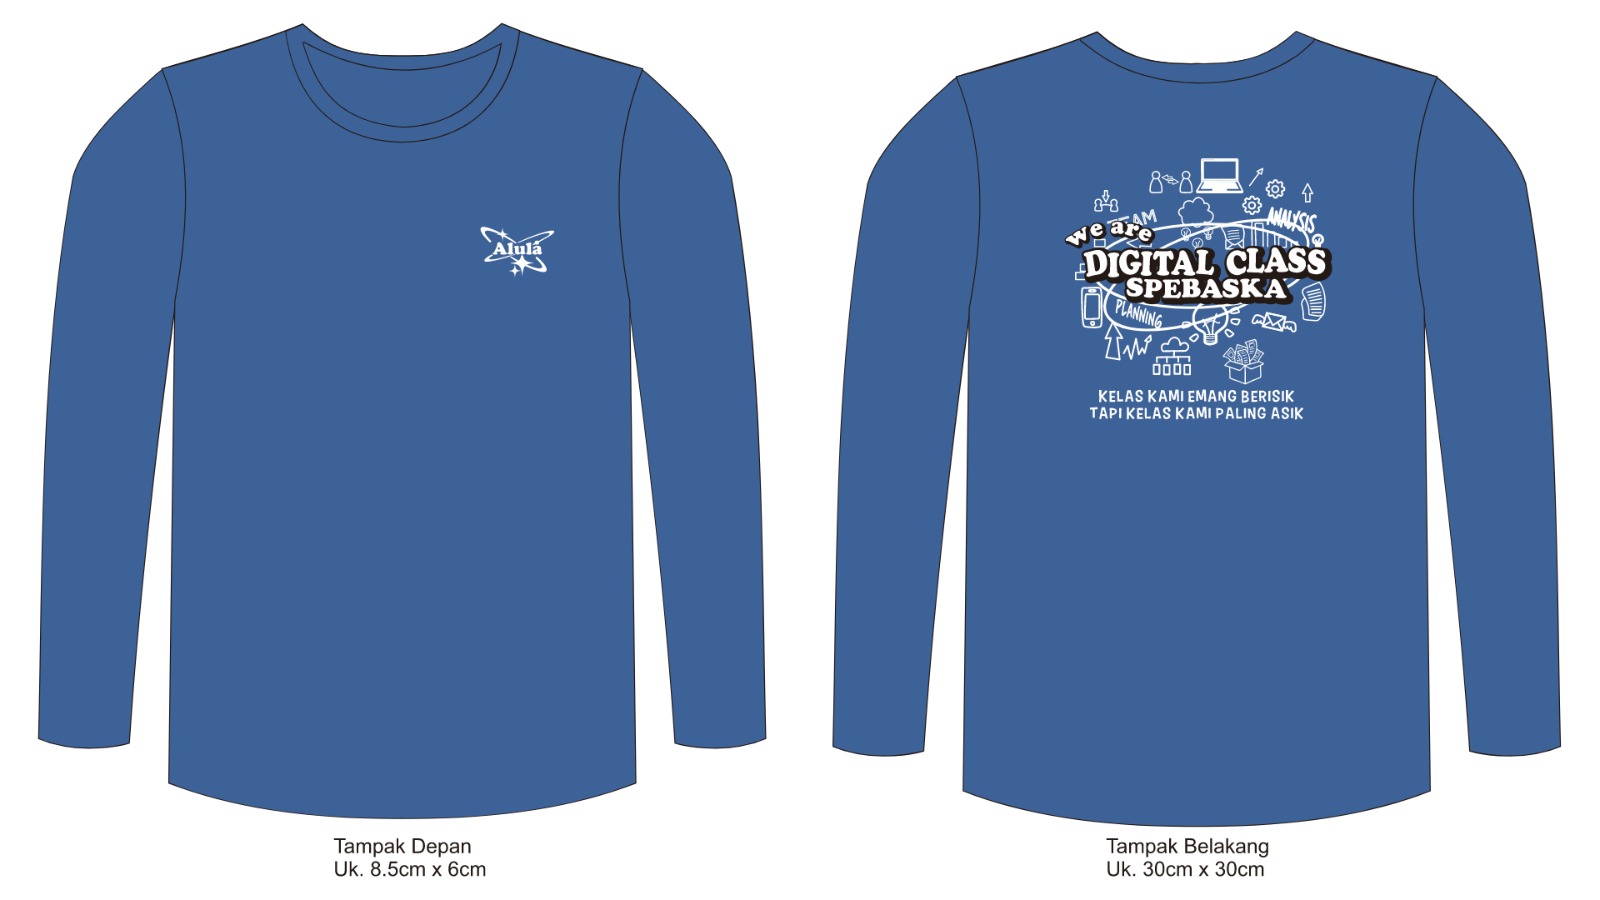 Alulá
TEAM
ANALYSIS
we are
DIGITAL CLASS
SPEBASKA
PLANNING
KELAS KAMI EMANG BERISIK
TAPI KELAS KAMI PALING ASIK
Tampak Depan
Uk. 8.5cm x 6cm
Tampak Belakang
Uk. 30cm x 30cm